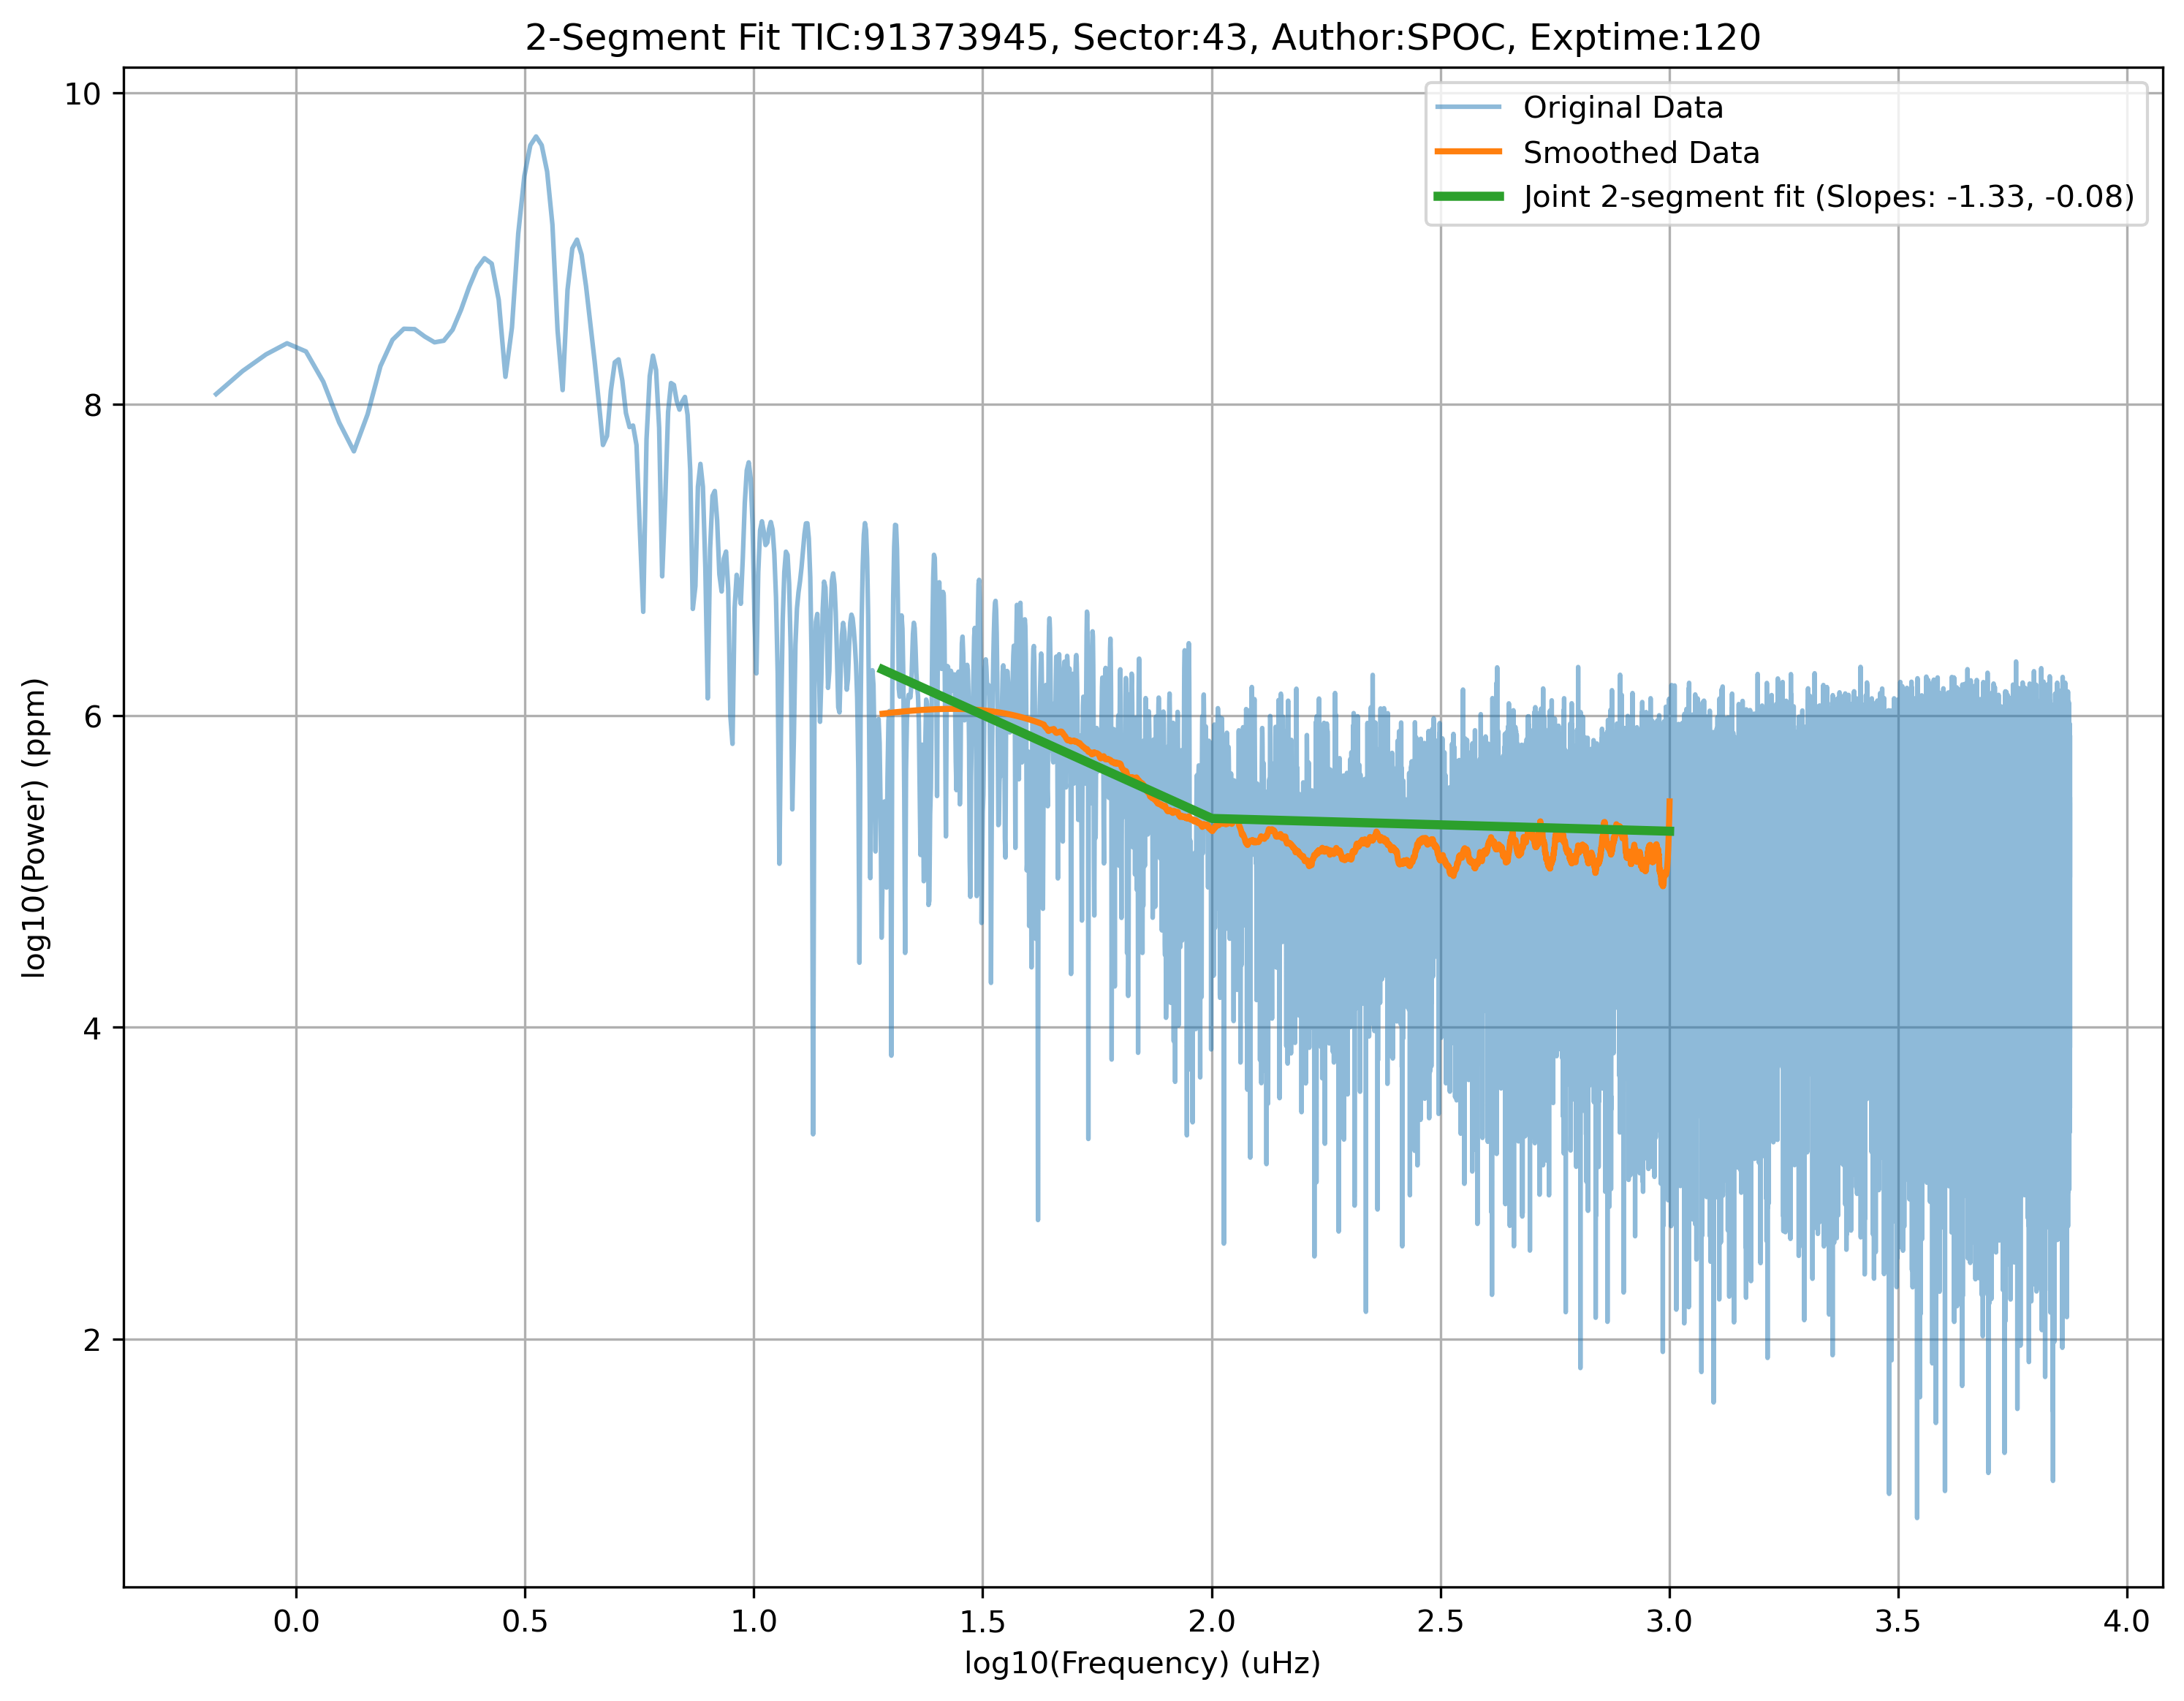 2-Segment Fit TIC:91373945, Sector:43, Author:SPOC, Exptime:120
Original Data
Smoothed Data
Joint 2-segment fit (Slopes: -1.33, -0.08)
log10(Power) (ppm)
10
8
6
4
2
0.0 0.5 1.0 1.5 2.0 2.5 3.0 3.5 4.0
log10(Frequency) (uHz)